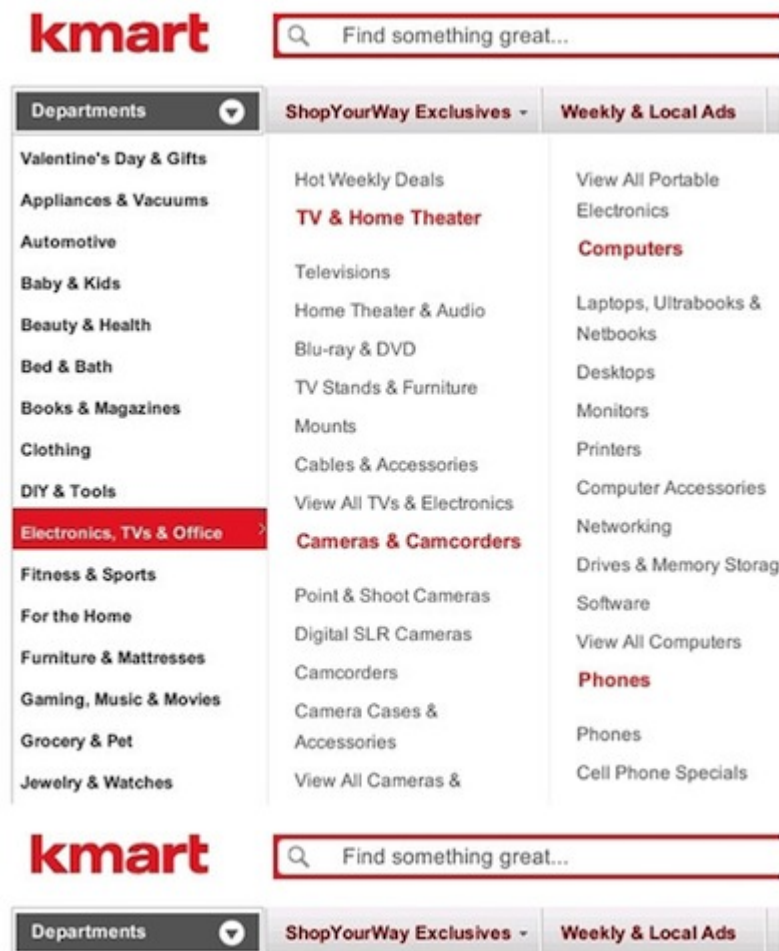 kmart
Find something great...
Departments
ShopYourWay Exclusives
Weekly & Local Ads
Valentine's Day & Gifts
Appliances & Vacuums
Automotive
Baby & Kids
Beauty & Health
Bed & Bath
Books & Magazines
Clothing
DIY & Tools
Electronics, TVs & Office
Fitness & Sports
For the Home
Furniture & Mattresses
Gaming, Music & Movies
Grocery & Pet
Jewelry & Watches
Hot Weekly Deals
TV & Home Theater
Televisions
Home Theater & Audio
Blu-ray & DVD
TV Stands & Furniture
Mounts
Cables & Accessories
View All TVs & Electronics
Cameras & Camcorders
Point & Shoot Cameras
Digital SLR Cameras
Camcorders
Camera Cases &
Accessories
View All Cameras &
View All Portable
Electronics
Computers
Laptops, Ultrabooks &
Netbooks
Desktops
Monitors
Printers
Computer Accessories
Networking
Drives & Memory Storag
Software
View All Computers
Phones
Phones
Cell Phone Specials
kmart
Find something great...
Departments
ShopYourWay Exclusives
Weekly & Local Ads